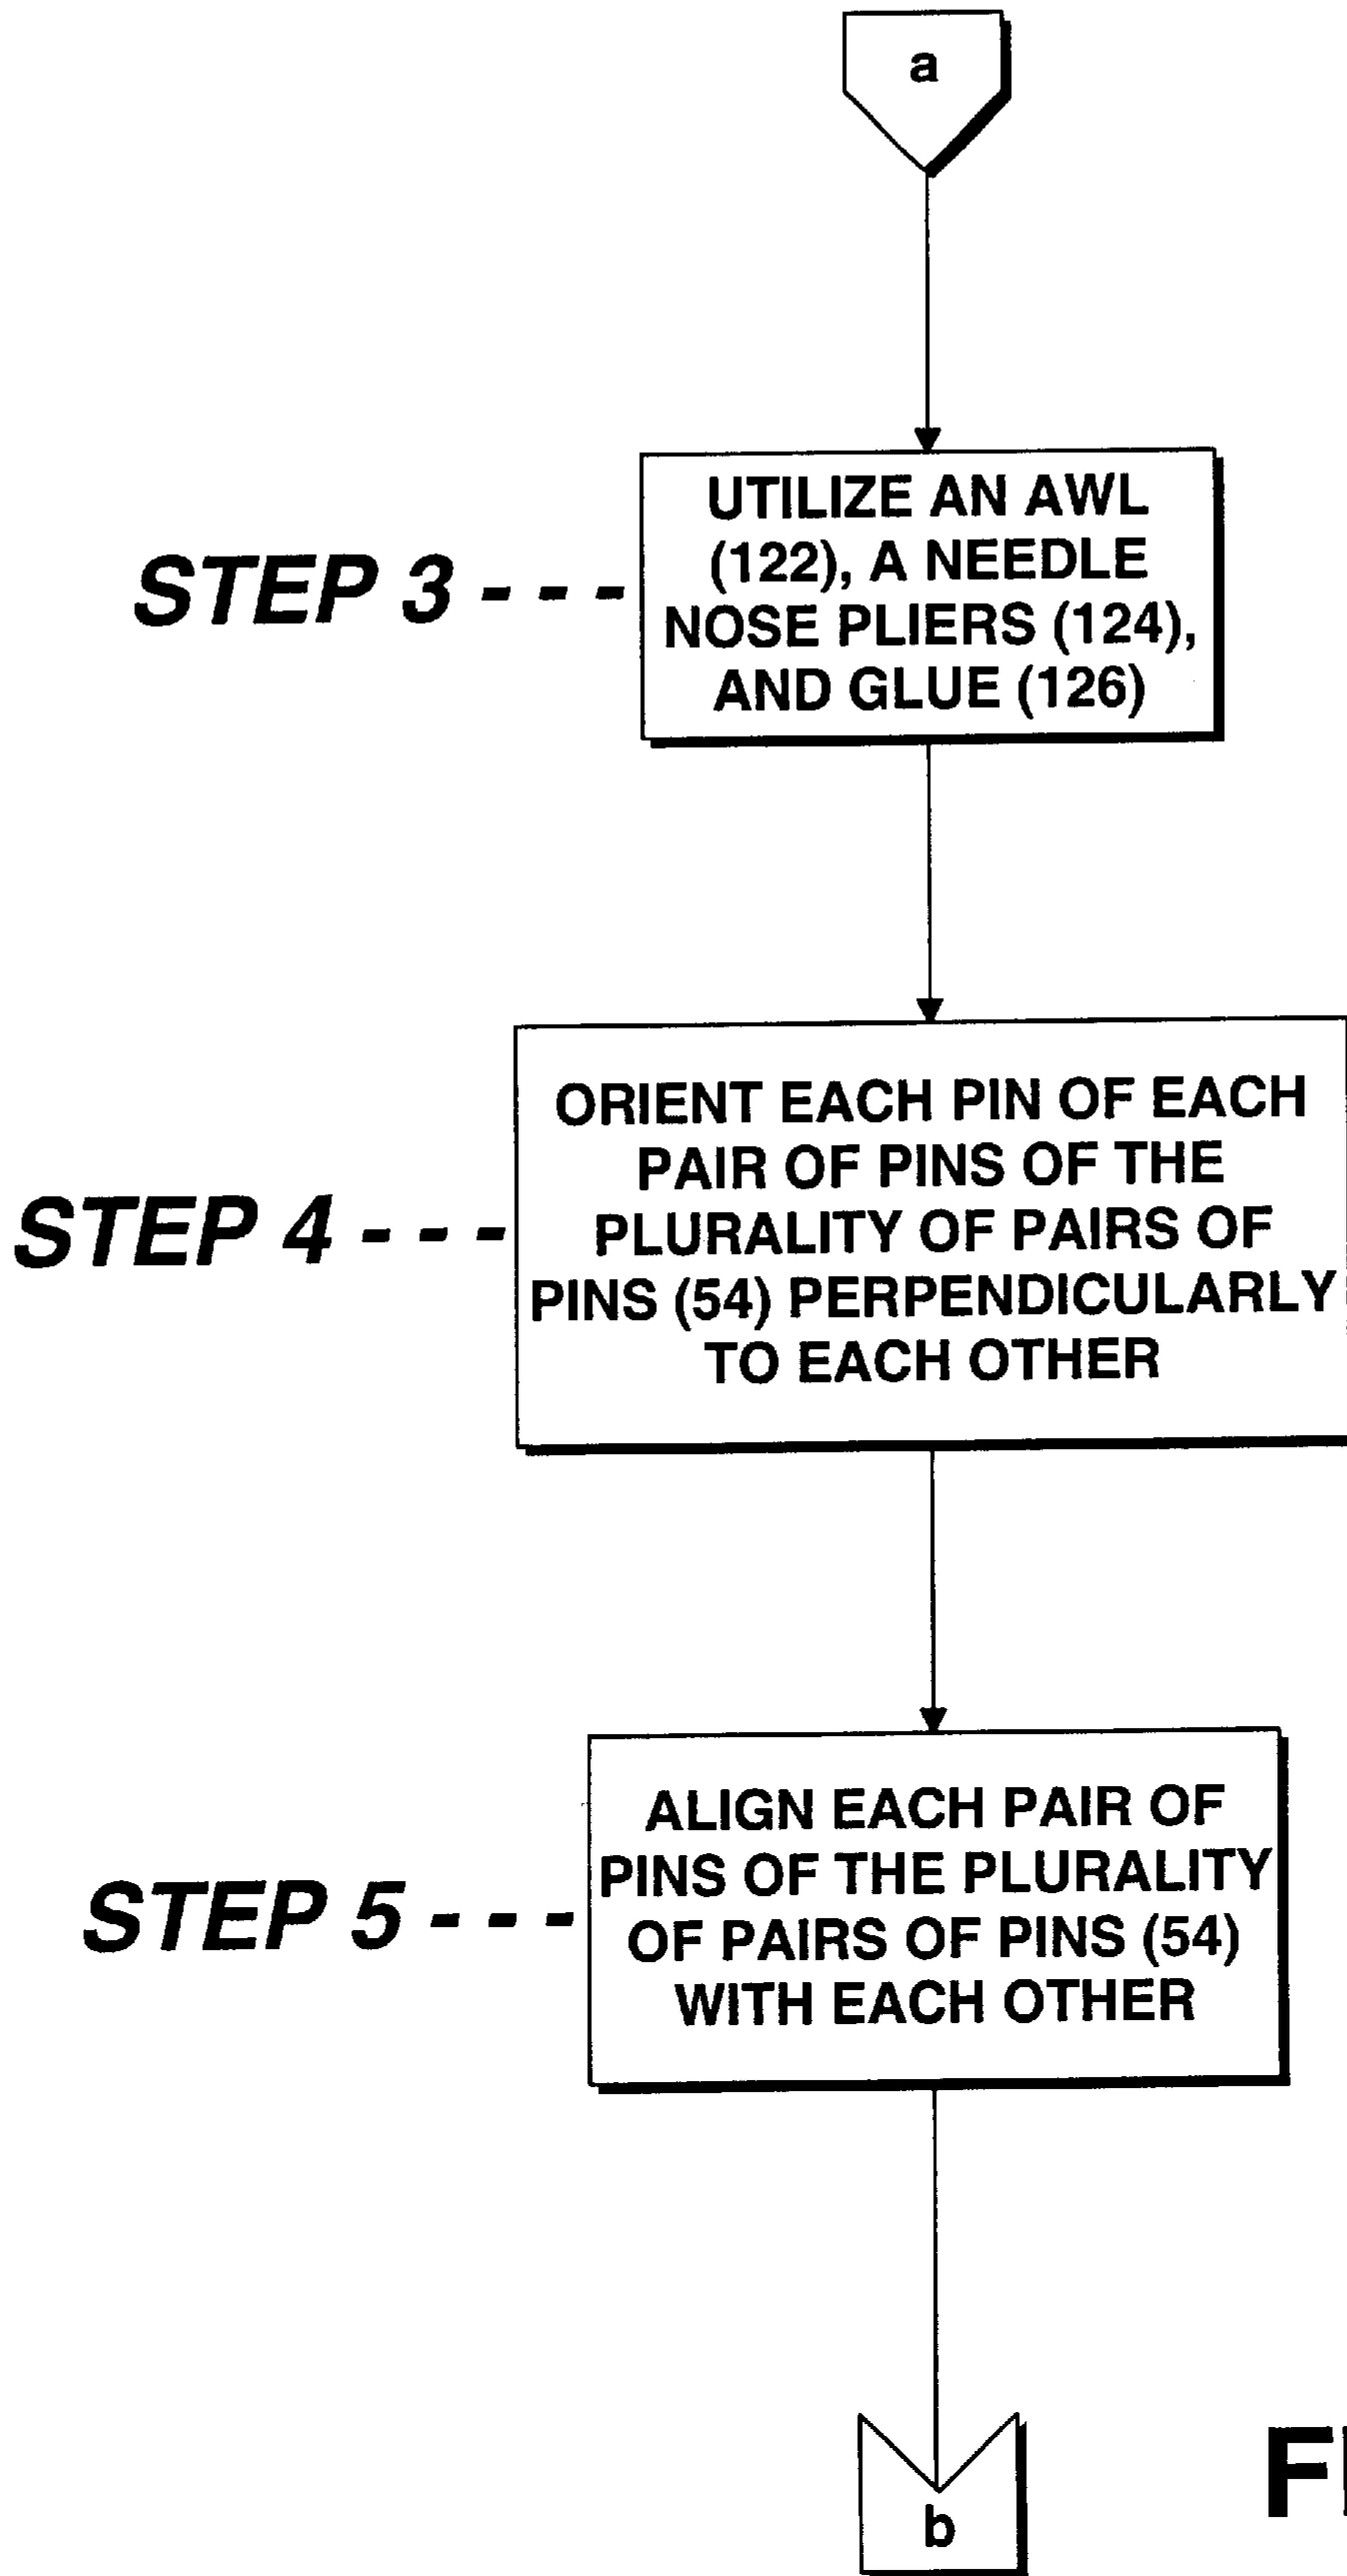 a
STEP 3 - - -
UTILIZE AN AWL
(122), A NEEDLE
NOSE PLIERS (124),
AND GLUE (126)
STEP 4 - - -
ORIENT EACH PIN OF EACH
PAIR OF PINS OF THE
PLURALITY OF PAIRS OF
PINS (54) PERPENDICULARLY
TO EACH OTHER
STEP 5 - - -
ALIGN EACH PAIR OF
PINS OF THE PLURALITY
OF PAIRS OF PINS (54)
WITH EACH OTHER
b